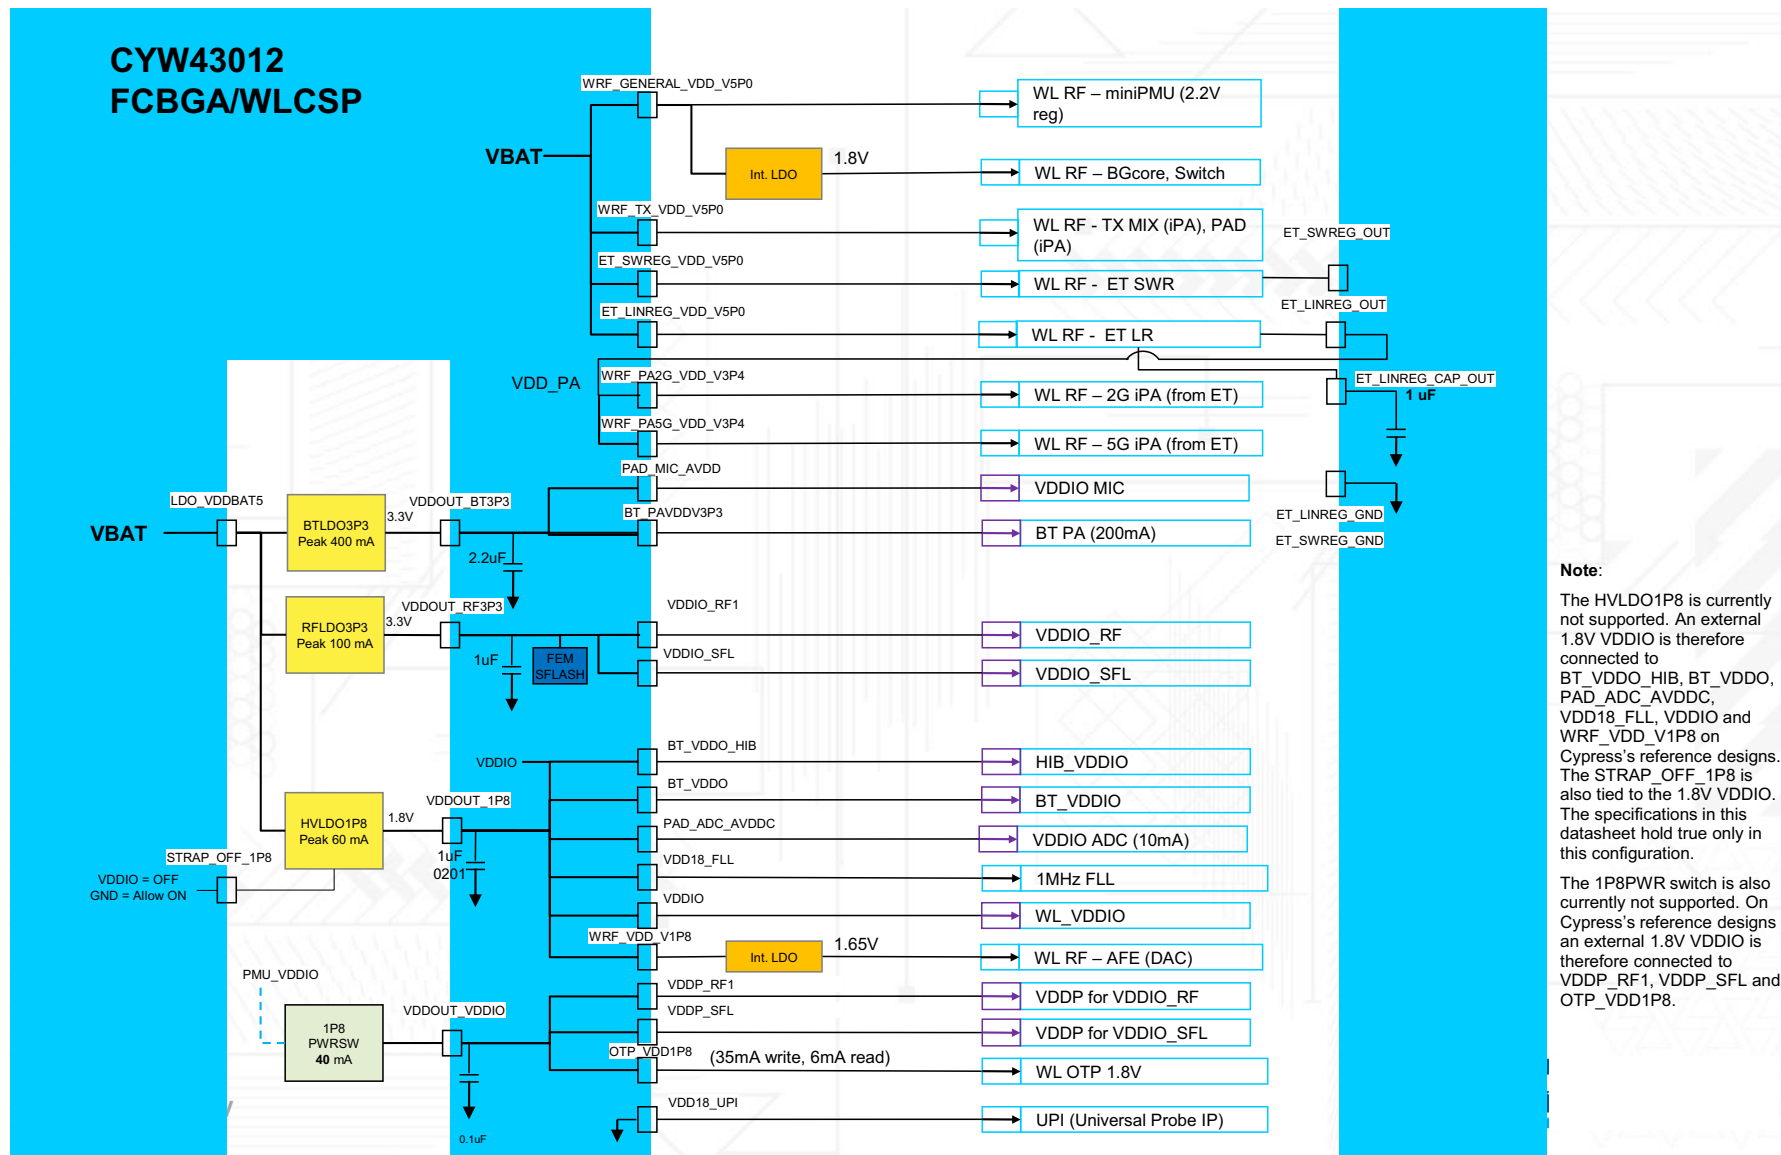 CYW43012
FCBGA/WLCSP
WRF_GENERAL_VDD_V5P0
WL RF – miniPMU (2.2V
reg)
VBAT
Int. LDO
1.8V
WL RF – BGcore, Switch
WRF_TX_VDD_V5P0
WL RF - TX MIX (iPA), PAD
(iPA)
ET_SWREG_OUT
ET_SWREG_VDD_V5P0
WL RF -  ET SWR
ET_LINREG_OUT
ET_LINREG_VDD_V5P0
WL RF -  ET LR
VDD_PA
WRF_PA2G_VDD_V3P4
WL RF – 2G iPA (from ET)
ET_LINREG_CAP_OUT
1 uF
WRF_PA5G_VDD_V3P4
WL RF – 5G iPA (from ET)
PAD_MIC_AVDD
VDDIO MIC
ET_LINREG_GND
ET_SWREG_GND
LDO_VDDBAT5
VBAT
BTLDO3P3
Peak 400 mA
3.3V
VDDOUT_BT3P3
2.2uF
BT_PAVDDV3P3
BT PA (200mA)
RFLDO3P3
Peak 100 mA
3.3V
VDDOUT_RF3P3
1uF
FEM
SFLASH
VDDIO_RF1
VDDIO_RF
VDDIO_SFL
VDDIO_SFL
VDDIO
BT_VDDO_HIB
HIB_VDDIO
BT_VDDO
BT_VDDIO
HVLDO1P8
Peak 60 mA
1.8V
VDDOUT_1P8
1uF
0201
PAD_ADC_AVDDC
VDDIO ADC (10mA)
STRAP_OFF_1P8
VDDIO = OFF
GND = Allow ON
VDD18_FLL
1MHz FLL
VDDIO
WL_VDDIO
WRF_VDD_V1P8
Int. LDO
1.65V
WL RF – AFE (DAC)
PMU_VDDIO
1P8
PWRSW
40 mA
VDDOUT_VDDIO
0.1uF
VDDP_RF1
VDDP for VDDIO_RF
VDDP_SFL
VDDP for VDDIO_SFL
OTP_VDD1P8
(35mA write, 6mA read)
WL OTP 1.8V
VDD18_UPI
UPI (Universal Probe IP)
Note:
The HVLDO1P8 is currently
not supported. An external
1.8V VDDIO is therefore
connected to
BT_VDDO_HIB, BT_VDDO,
PAD_ADC_AVDDC,
VDD18_FLL, VDDIO and
WRF_VDD_V1P8 on
Cypress's reference designs.
The STRAP_OFF_1P8 is
also tied to the 1.8V VDDIO.
The specifications in this
datasheet hold true only in
this configuration.
The 1P8PWR switch is also
currently not supported. On
Cypress's reference designs
an external 1.8V VDDIO is
therefore connected to
VDDP_RF1, VDDP_SFL and
OTP_VDD1P8.